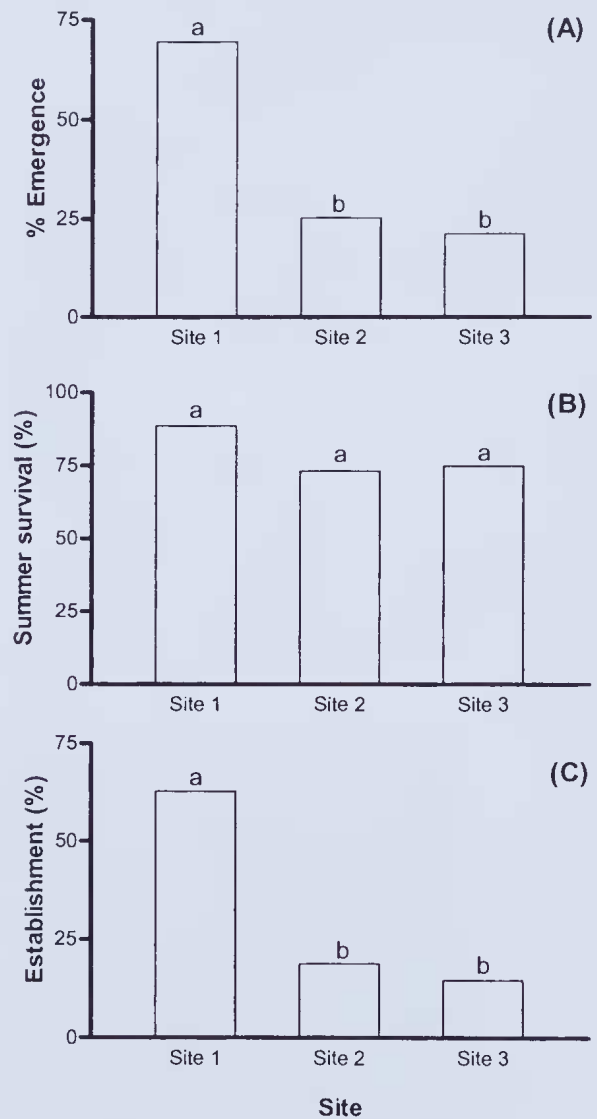 (A)
% Emergence
75
50
25
0
a
b
b
Site 1 Site 2 Site 3
(B)
Summer survival (%)
100
75
50
25
0
a
a
a
Site 1 Site 2 Site 3
(C)
Establishment (%)
75
50
25
0
a
b
b
Site 1 Site 2 Site 3
Site